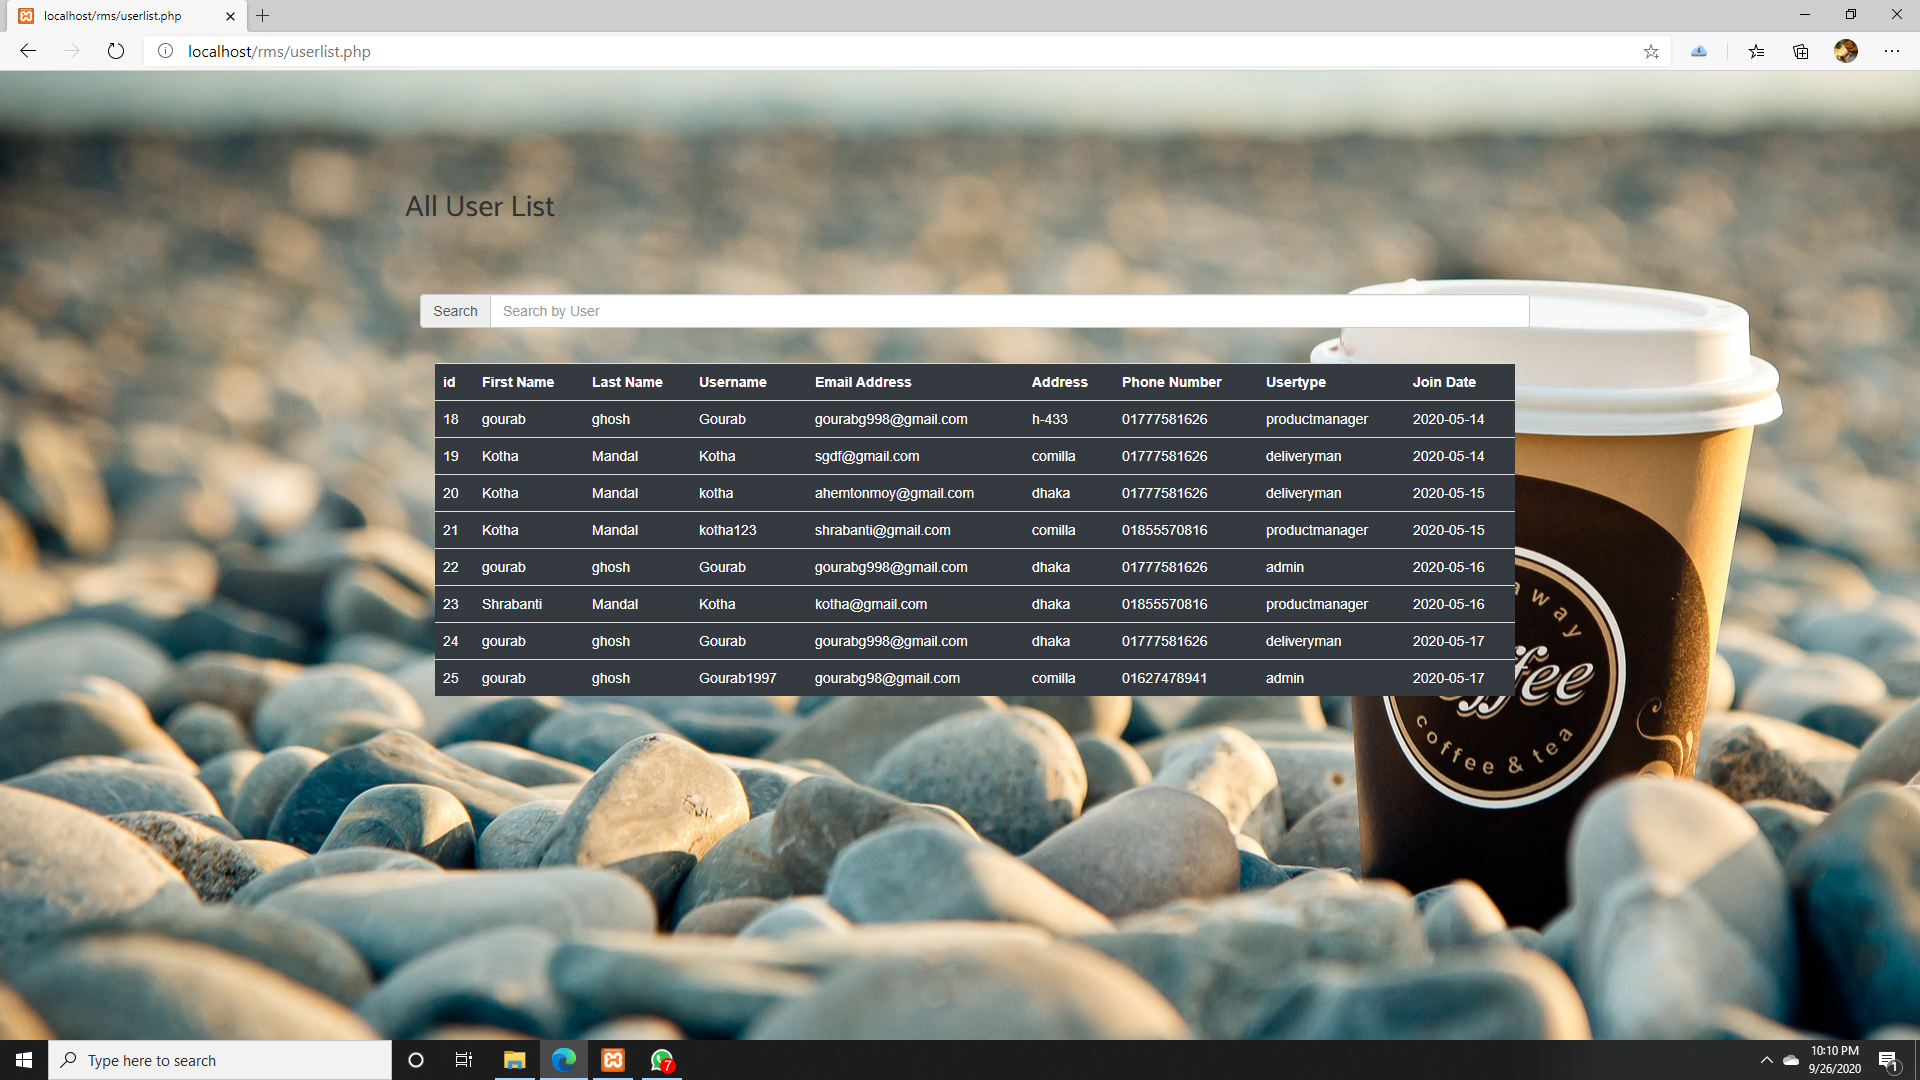 localhost/rms/userlist.php
localhost/rms/userlist.php
All User List
Search Search by User
id First Name Last Name Username Email Address Address Phone Number Usertype Join Date
18 gourab ghosh Gourab gourabg998@gmail.com h-433 01777581626 productmanager 2020-05-14
19 Kotha Mandal Kotha sgdf@gmail.com comilla 01777581626 deliveryman 2020-05-14
20 Kotha Mandal kotha ahemtonmoy@gmail.com dhaka 01777581626 deliveryman 2020-05-15
21 Kotha Mandal kotha123 shrabanti@gmail.com comilla 01855570816 productmanager 2020-05-15
22 gourab ghosh Gourab gourabg998@gmail.com dhaka 01777581626 admin 2020-05-16
23 Shrabanti Mandal Kotha kotha@gmail.com dhaka 01855570816 productmanager 2020-05-16
24 gourab ghosh Gourab gourabg998@gmail.com dhaka 01777581626 deliveryman 2020-05-17
25 gourab ghosh Gourab1997 gourabg98@gmail.com comilla 01627478941 admin 2020-05-17
away
ffee
coffee & tea
Type here to search
7
10:10 PM
9/26/2020
1